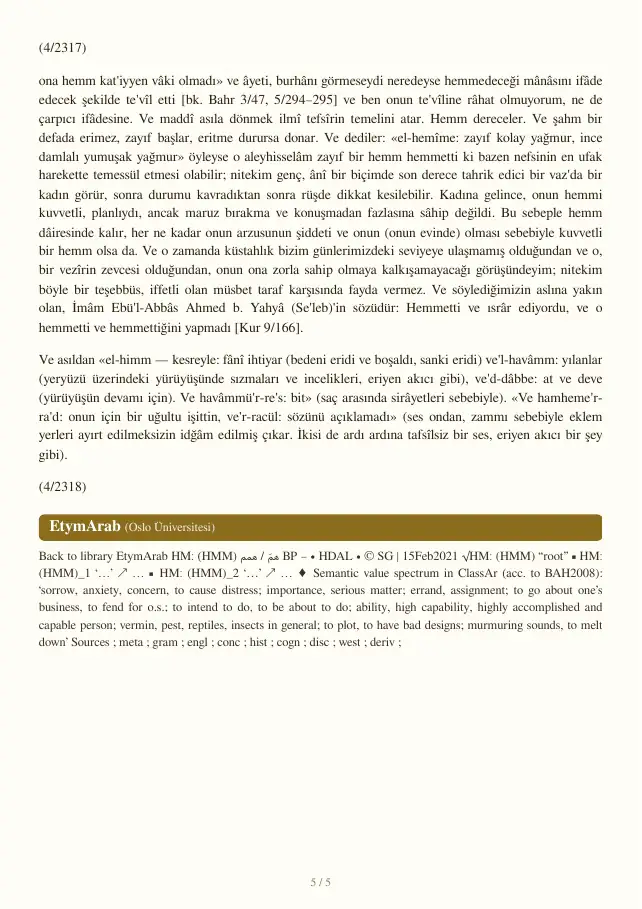 (4/2317)
ona hemm kat'iyyen vâki olmadı» ve âyeti, burhânı görmeseydi neredeyse hemmedeceği mânâsını ifâde
edecek şekilde te'vîl etti [bk. Bahr 3/47, 5/294–295] ve ben onun te'vîline râhat olmuyorum, ne de
çarpıcı ifâdesine. Ve maddî asıla dönmek ilmî tefsîrin temelini atar. Hemm dereceler. Ve şahm bir
defada erimez, zayıf başlar, eritme durursa donar. Ve dediler: «el-hemîme: zayıf kolay yağmur, ince
damlalı yumuşak yağmur» öyleyse o aleyhisselâm zayıf bir hemm hemmetti ki bazen nefsinin en ufak
harekette temessül etmesi olabilir; nitekim genç, ânî bir biçimde son derece tahrik edici bir vaz'da bir
kadın görür, sonra durumu kavradıktan sonra rüşde dikkat kesilebilir. Kadına gelince, onun hemmi
kuvvetli, planlıydı, ancak maruz bırakma ve konuşmadan fazlasına sâhip değildi. Bu sebeple hemm
dâiresinde kalır, her ne kadar onun arzusunun şiddeti ve onun (onun evinde) olması sebebiyle kuvvetli
bir hemm olsa da. Ve o zamanda küstahlık bizim günlerimizdeki seviyeye ulaşmamış olduğundan ve o,
bir vezîrin zevcesi olduğundan, onun ona zorla sahip olmaya kalkışamayacağı görüşündeyim; nitekim
böyle bir teşebbüs, iffetli olan müsbet taraf karşısında fayda vermez. Ve söylediğimizin aslına yakın
olan, İmâm Ebü'l-Abbâs Ahmed b. Yahyâ (Se'leb)'in sözüdür: Hemmetti ve ısrâr ediyordu, ve o
hemmetti ve hemmettiğini yapmadı [Kur 9/166].
Ve asıldan «el-himm — kesreyle: fânî ihtiyar (bedeni eridi ve boşaldı, sanki eridi) ve'l-havâmm: yılanlar
(yeryüzü üzerindeki yürüyüşünde sızmaları ve incelikleri, eriyen akıcı gibi), ve'd-dâbbe: at ve deve
(yürüyüşün devamı için). Ve havâmmü'r-re's: bit» (saç arasında sirâyetleri sebebiyle). «Ve hamheme'r-
ra'd: onun için bir uğultu işittin, ve'r-racül: sözünü açıklamadı» (ses ondan, zammı sebebiyle eklem
yerleri ayırt edilmeksizin idğâm edilmiş çıkar. İkisi de ardı ardına tafsîlsiz bir ses, eriyen akıcı bir şey
gibi).
(4/2318)
EtymArab (Oslo Üniversitesi)
Back to library EtymArab HM: (HMM) همّ / همم BP – • HDAL • © SG | 15Feb2021 √HM: (HMM) “root” ▪ HM:
(HMM)_1 ‘…’ ↗ … ▪ HM: (HMM)_2 ‘…’ ↗ … ♦ Semantic value spectrum in ClassAr (acc. to BAH2008):
‘sorrow, anxiety, concern, to cause distress; importance, serious matter; errand, assignment; to go about one’s
business, to fend for o.s.; to intend to do, to be about to do; ability, high capability, highly accomplished and
capable person; vermin, pest, reptiles, insects in general; to plot, to have bad designs; murmuring sounds, to melt
down’ Sources ; meta ; gram ; engl ; conc ; hist ; cogn ; disc ; west ; deriv ;
5 / 5